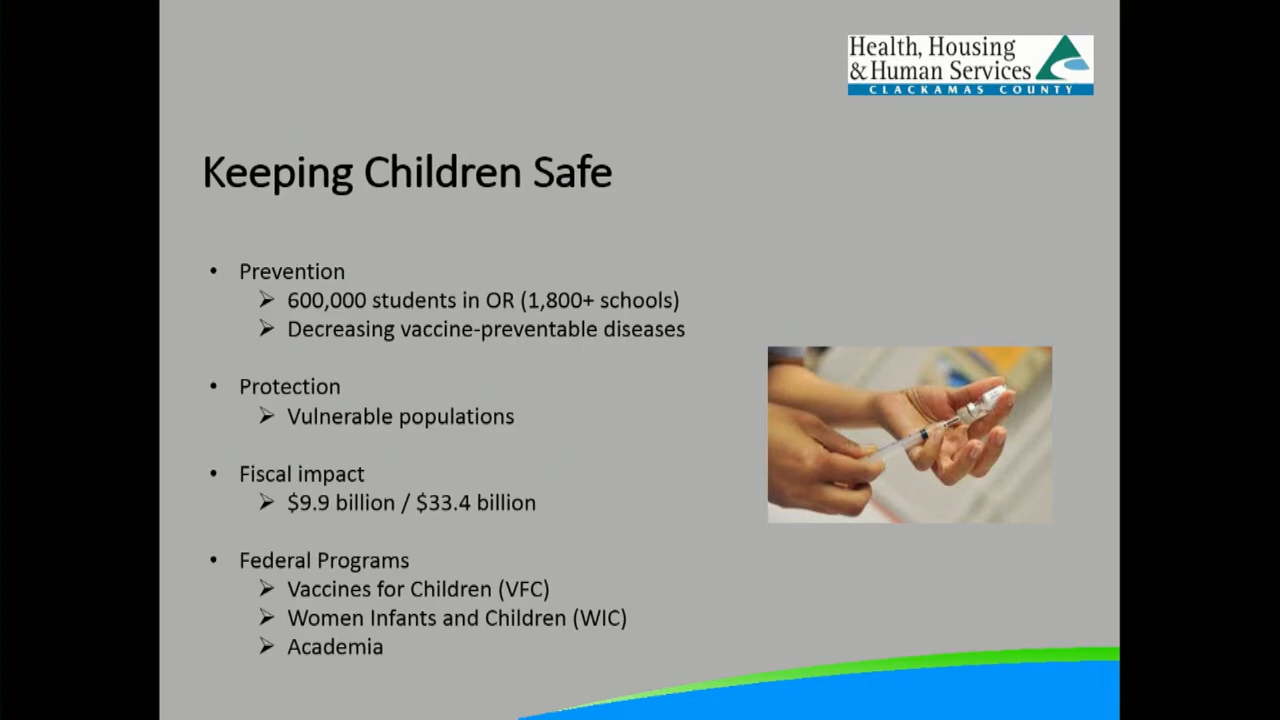 Health, Housing
& Human Services
CLACKAMAS COUNTY
Keeping Children Safe
• Prevention
➢ 600,000 students in OR (1,800+ schools)
➢ Decreasing vaccine-preventable diseases
• Protection
➢ Vulnerable populations
• Fiscal impact
➢ $9.9 billion / $33.4 billion
• Federal Programs
➢ Vaccines for Children (VFC)
➢ Women Infants and Children (WIC)
➢ Academia